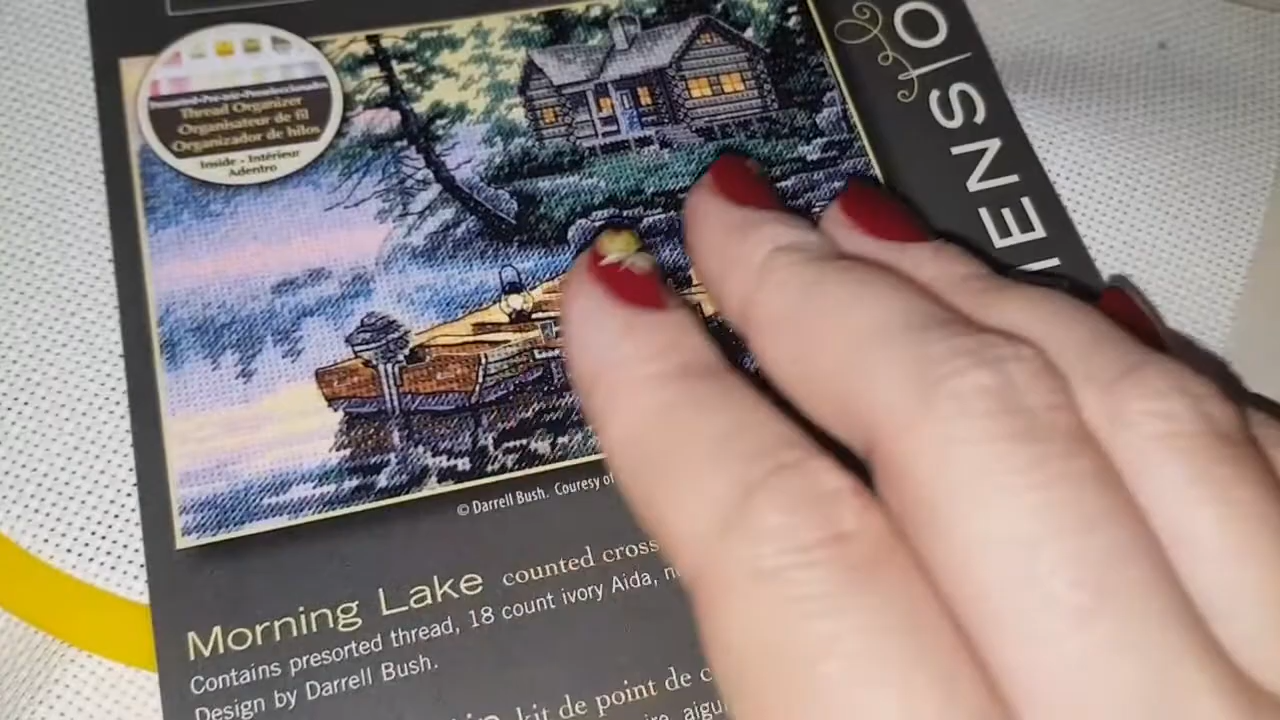 Thread Organizer
Organisateur de fil
Organizador de hilos
Inside - Intérieur
Adentro
ENSIO
© Darrell Bush. Couresy of
Morning Lake counted cross
Contains presorted thread, 18 count ivory Aida,
Design by Darrell Bush.
kit de point de